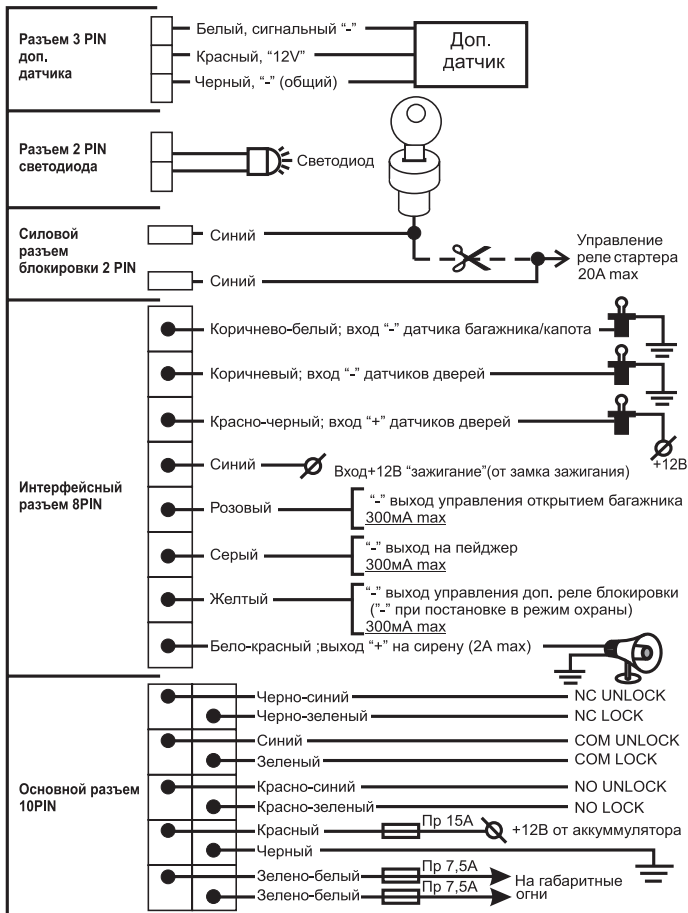 Разъем 3 PIN
доп.
датчика
Белый, сигнальный “-”
Красный, “12V”
Черный, “-” (общий)
Доп.
датчик
Разъем 2 PIN
светодиода
Светодиод
Силовой
разъем
блокировки 2 PIN
Синий
Синий
Управление
реле стартера
20А max
Интерфейсный
разъем 8PIN
Коричнево-белый; вход “-” датчика багажника/капота
Коричневый; вход “-” датчиков дверей
Красно-черный; вход “+” датчиков дверей
+12В
Синий
Вход+12В “зажигание”(от замка зажигания)
Розовый
“-” выход управления открытием багажника
300мА max
Серый
“-” выход на пейджер
300мА max
Желтый
“-” выход управления доп. реле блокировки
("-" при постановке в режим охраны)
300мА max
Бело-красный ;выход “+” на сирену (2А max)
Основной разъем
10PIN
Черно-синий
NC UNLOCK
Черно-зеленый
NC LOCK
Синий
COM UNLOCK
Зеленый
COM LOCK
Красно-синий
NO UNLOCK
Красно-зеленый
NO LOCK
Красный
Пр 15А
+12В от аккуммулятора
Черный
Зелено-белый
Пр 7,5А
Зелено-белый
Пр 7,5А
На габаритные
огни